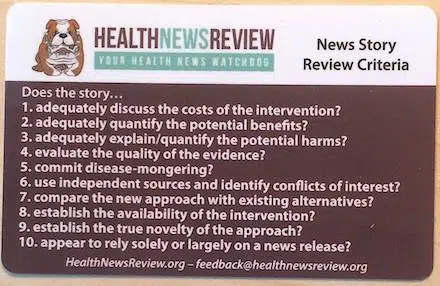 HEALTHNEWSREVIEW
YOUR HEALTH NEWS WATCHDOG
News Story
Review Criteria
Does the story...
1. adequately discuss the costs of the intervention?
2. adequately quantify the potential benefits?
3. adequately explain/quantify the potential harms?
4. evaluate the quality of the evidence?
5. commit disease-mongering?
6. use independent sources and identify conflicts of interest?
7. compare the new approach with existing alternatives?
8. establish the availability of the intervention?
9. establish the true novelty of the approach?
10. appear to rely solely or largely on a news release?
HealthNewsReview.org – feedback@healthnewsreview.org